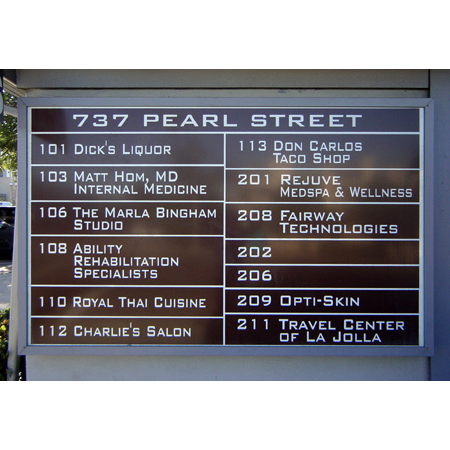 737 PEARL STREET
101 DICK'S LIQUOR
103 MATT HOM, MD
INTERNAL MEDICINE
106 THE MARLA BINGHAM
STUDIO
108 ABILITY
REHABILITATION
SPECIALISTS
110 ROYAL THAI CUISINE
112 CHARLIE'S SALON
113 DON CARLOS
TACO SHOP
201 REJUVE
MEDSPA & WELLNESS
208 FAIRWAY
TECHNOLOGIES
202
206
209 OPTI-SKIN
211 TRAVEL CENTER
OF LA JOLLA